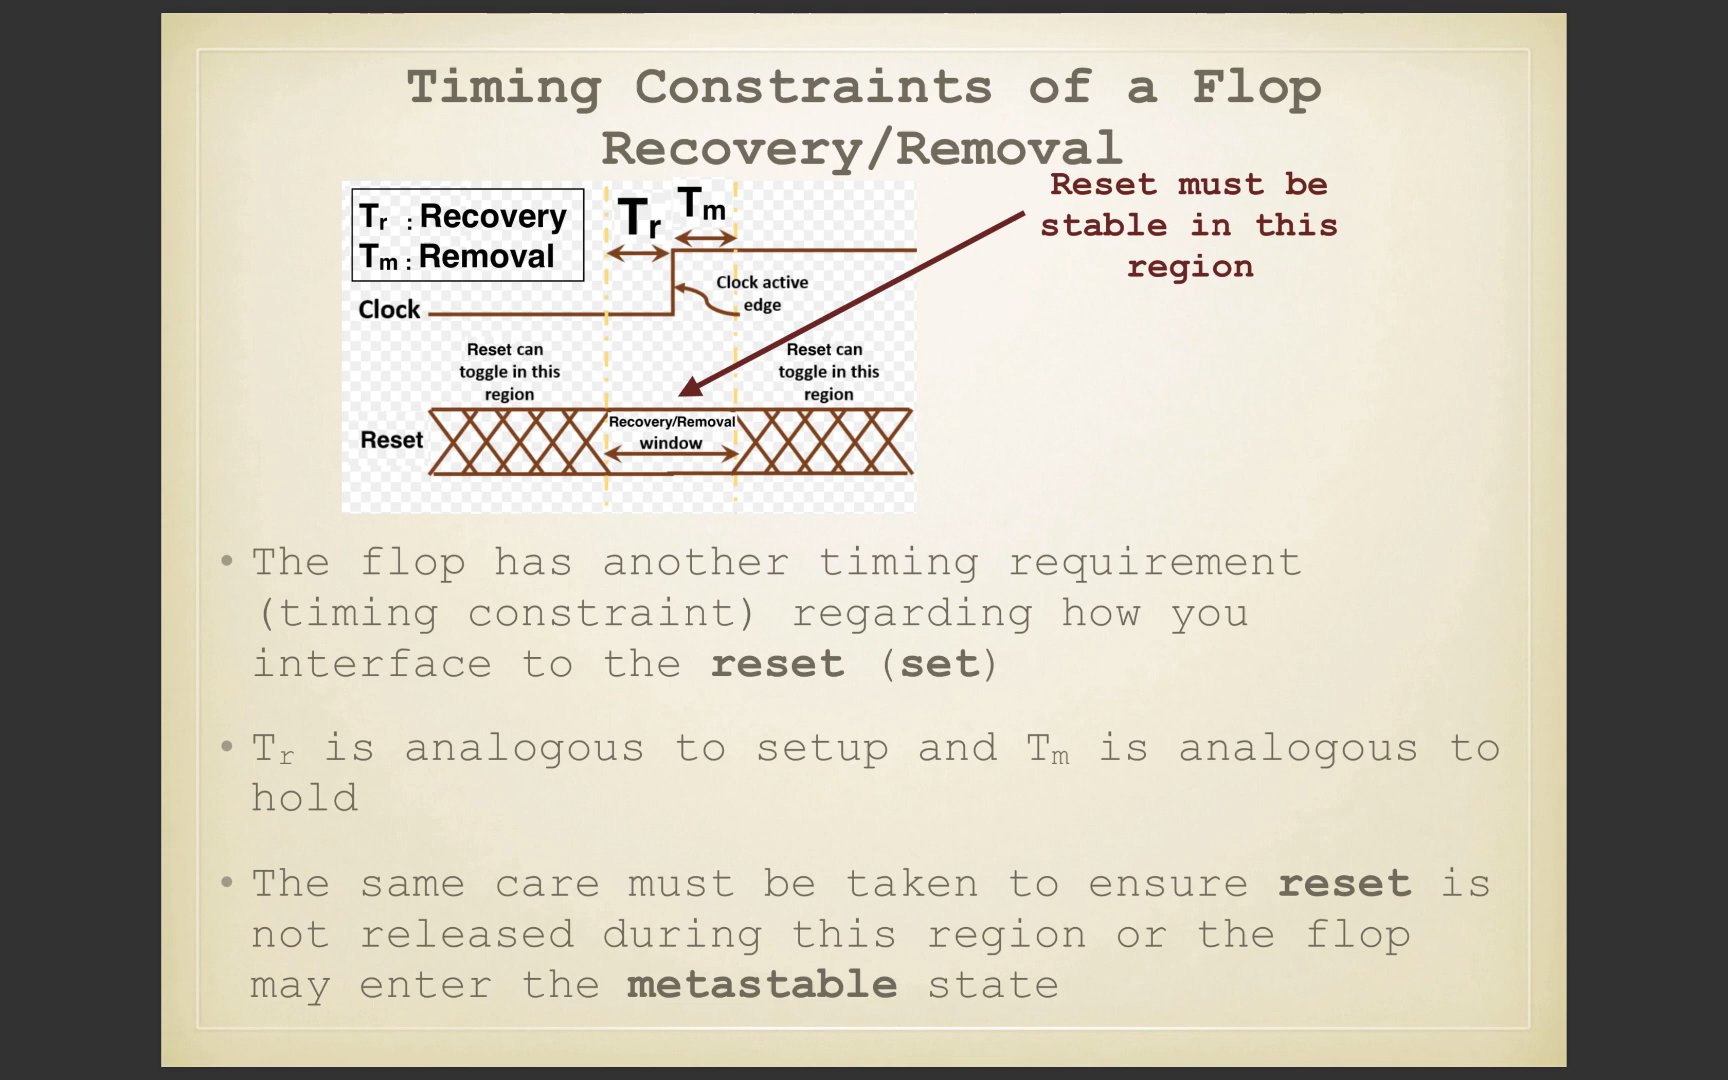 Timing Constraints of a Flop
Recovery/Removal
Reset must be
stable in this
region
Tr : Recovery
Tm : Removal
Tr
Tm
Clock
Clock active
edge
Reset can
toggle in this
region
Reset can
toggle in this
region
Reset
Recovery/Removal
window
• The flop has another timing requirement
(timing constraint) regarding how you
interface to the reset (set)
• Tr is analogous to setup and Tm is analogous to
hold
• The same care must be taken to ensure reset is
not released during this region or the flop
may enter the metastable state